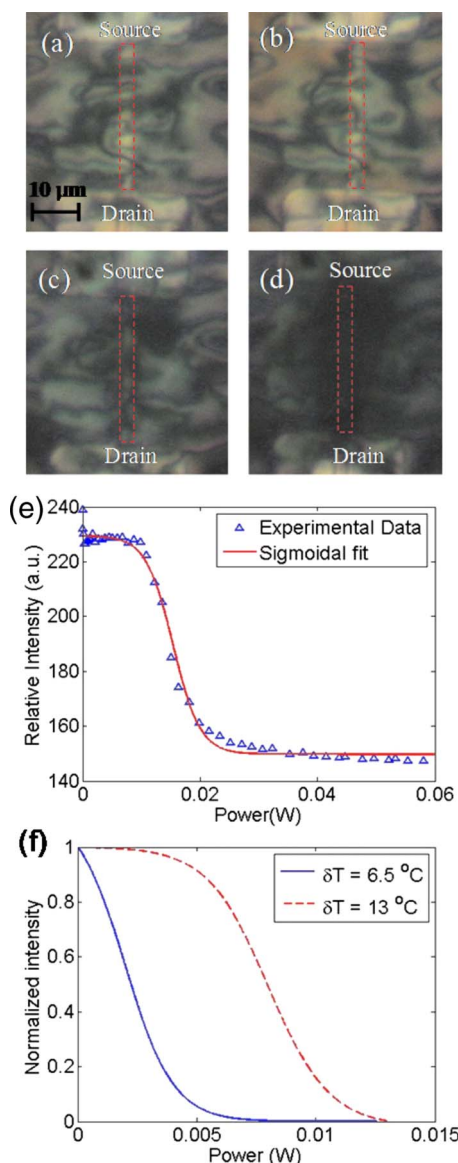 (a) Source
10 μm
Drain
(b) Source
Drain
(c) Source
Drain
(d) Source
Drain
(e)
240
220
200
180
160
140
Relative Intensity (a.u.)
Experimental Data
Sigmoidal fit
0 0.02 0.04 0.06
Power(W)
(f)
1
0.8
0.6
0.4
0.2
0
Normalized intensity
δT = 6.5 °C
δT = 13 °C
0 0.005 0.01 0.015
Power (W)